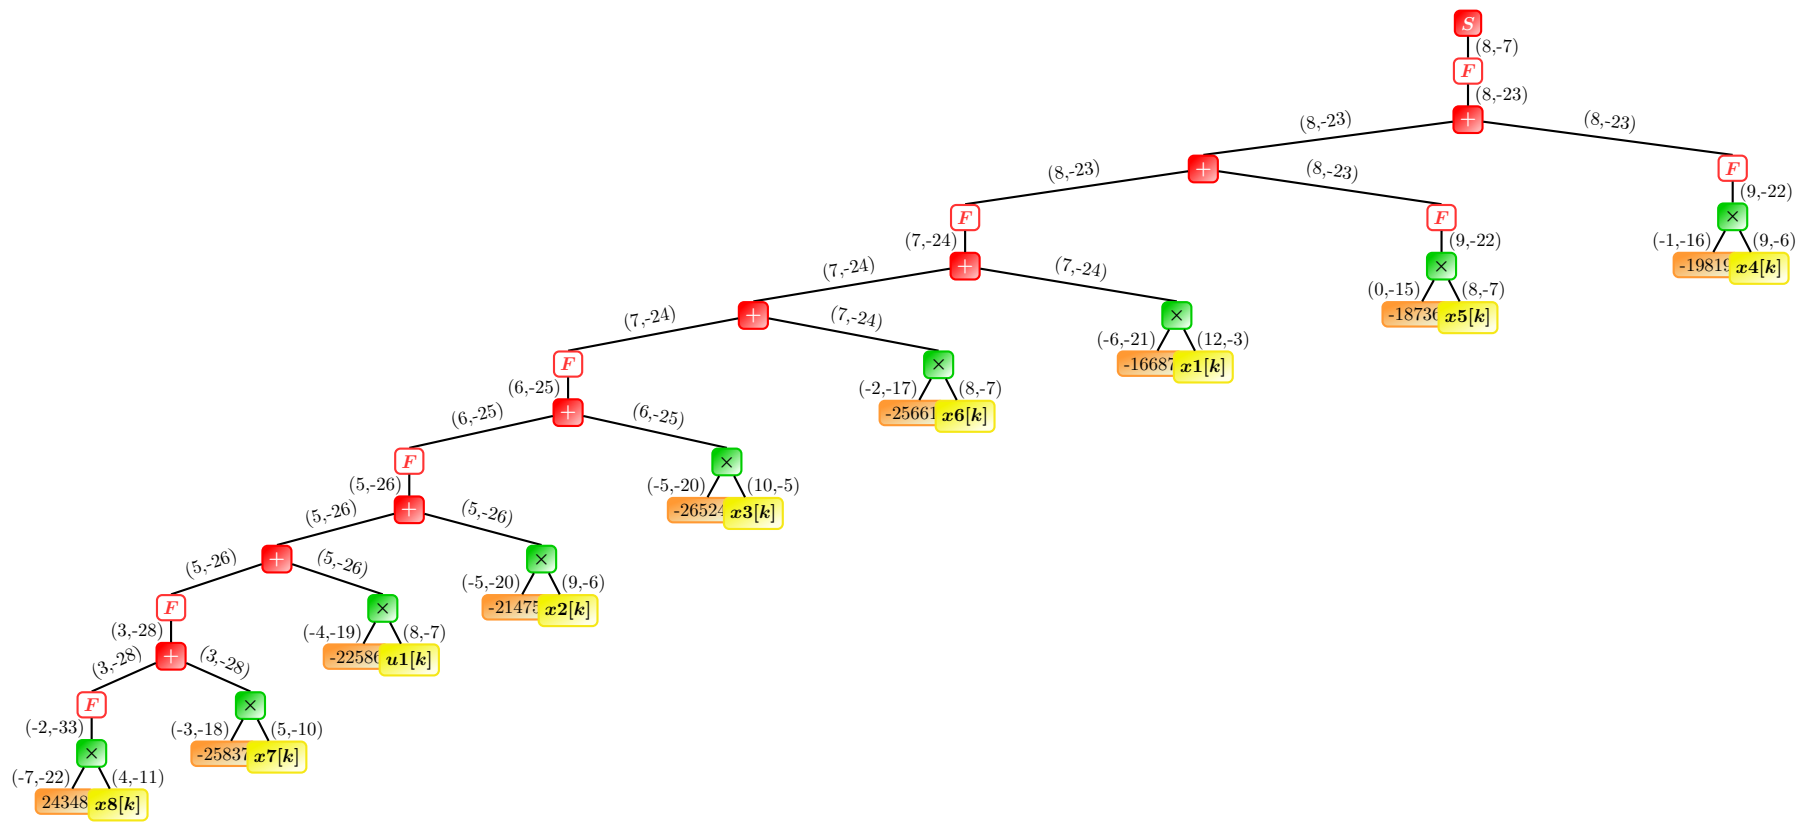 S
(8,-7)
F
(8,-23)
+
(8,-23) (8,-23)
+ F
(8,-23) (8,-23) (9,-22)
F F ×
(7,-24) (9,-22) (-1,-16) (9,-6)
+ × -19819 x4[k]
(7,-24) (7,-24) (0,-15) (8,-7)
+ × -18736 x5[k]
(7,-24) (7,-24) (-6,-21) (12,-3)
F × -16687 x1[k]
(6,-25) (-2,-17) (8,-7)
+ -25661 x6[k]
(6,-25) (6,-25)
F ×
(5,-26) (-5,-20) (10,-5)
+ -26524 x3[k]
(5,-26) (5,-26)
+ ×
(5,-26) (5,-26) (-5,-20) (9,-6)
F × -21475 x2[k]
(3,-28) (-4,-19) (8,-7)
+ -22586 u1[k]
(3,-28) (3,-28)
F ×
(-2,-33) (-3,-18) (5,-10)
× -25837 x7[k]
(-7,-22) (4,-11)
24348 x8[k]